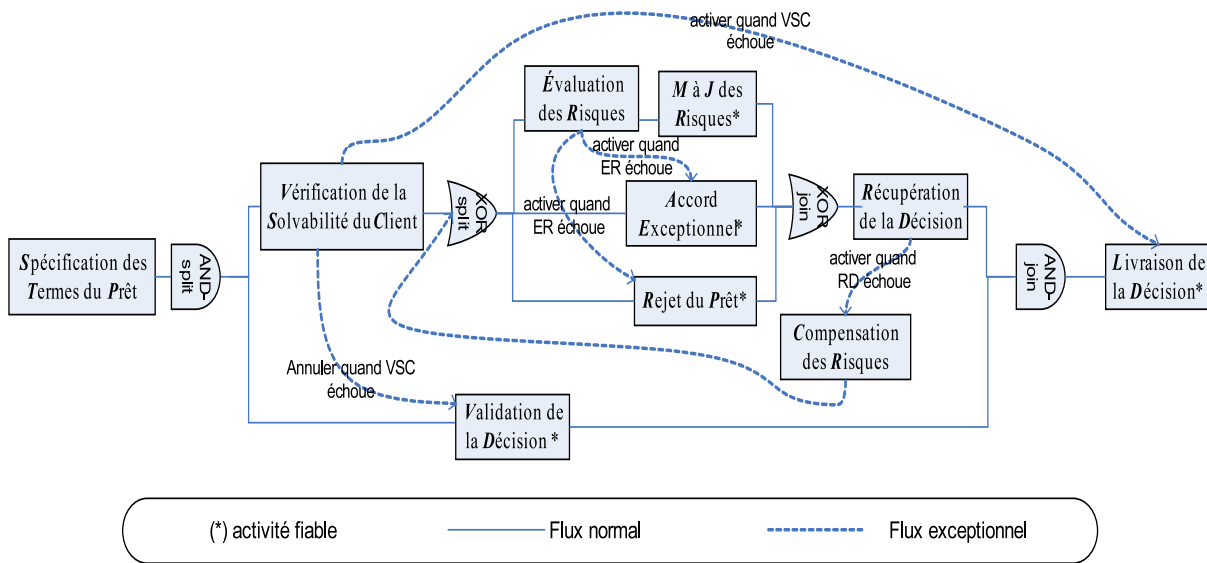 activer quand VSC
échoue
Évaluation
des Risques
M à J des
Risques*
activer quand
ER échoue
Vérification de la
Solvabilité du Client
XOR
split
activer quand
ER échoue
Accord
Exceptionnel*
XOR
join
Récupération
de la Décision
Spécification des
Termes du Prêt
AND-
split
activer quand
RD échoue
AND-
join
Livraison de
la Décision*
Rejet du Prêt*
Compensation
des Risques
Annuler quand VSC
échoue
Validation de
la Décision *
(*) activité fiable
Flux normal
Flux exceptionnel